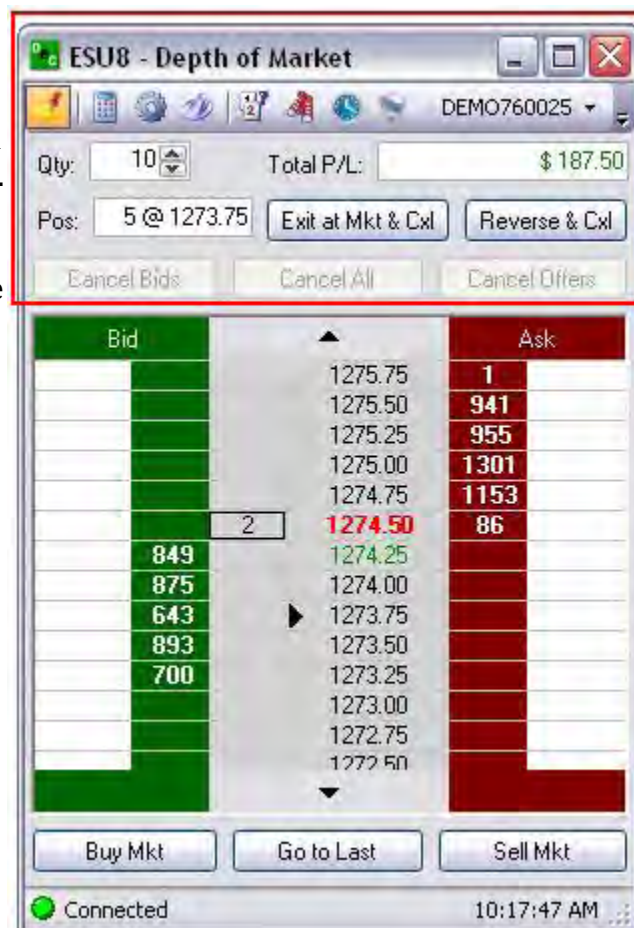 ESU8 - Depth of Market
DEMO760025
Qty: 10 Total P/L: $ 187.50
Pos: 5 @ 1273.75 Exit at Mkt & Cxl Reverse & Cxl
Cancel Bids Cancel All Cancel Offers
Bid Ask
1275.75 1
1275.50 941
1275.25 955
1275.00 1301
1274.75 1153
2 1274.50 86
849 1274.25
875 1274.00
643 1273.75
893 1273.50
700 1273.25
1273.00
1272.75
1272.50
Buy Mkt Go to Last Sell Mkt
Connected 10:17:47 AM